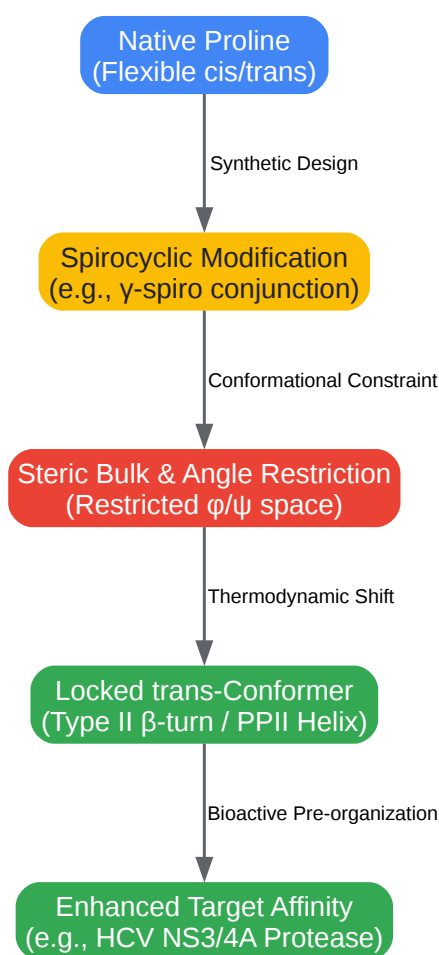 Native Proline
(Flexible cis/trans)
Synthetic Design
Spirocyclic Modification
(e.g., γ-spiro conjunction)
Conformational Constraint
Steric Bulk & Angle Restriction
(Restricted φ/ψ space)
Thermodynamic Shift
Locked trans-Conformer
(Type II β-turn / PPII Helix)
Bioactive Pre-organization
Enhanced Target Affinity
(e.g., HCV NS3/4A Protease)